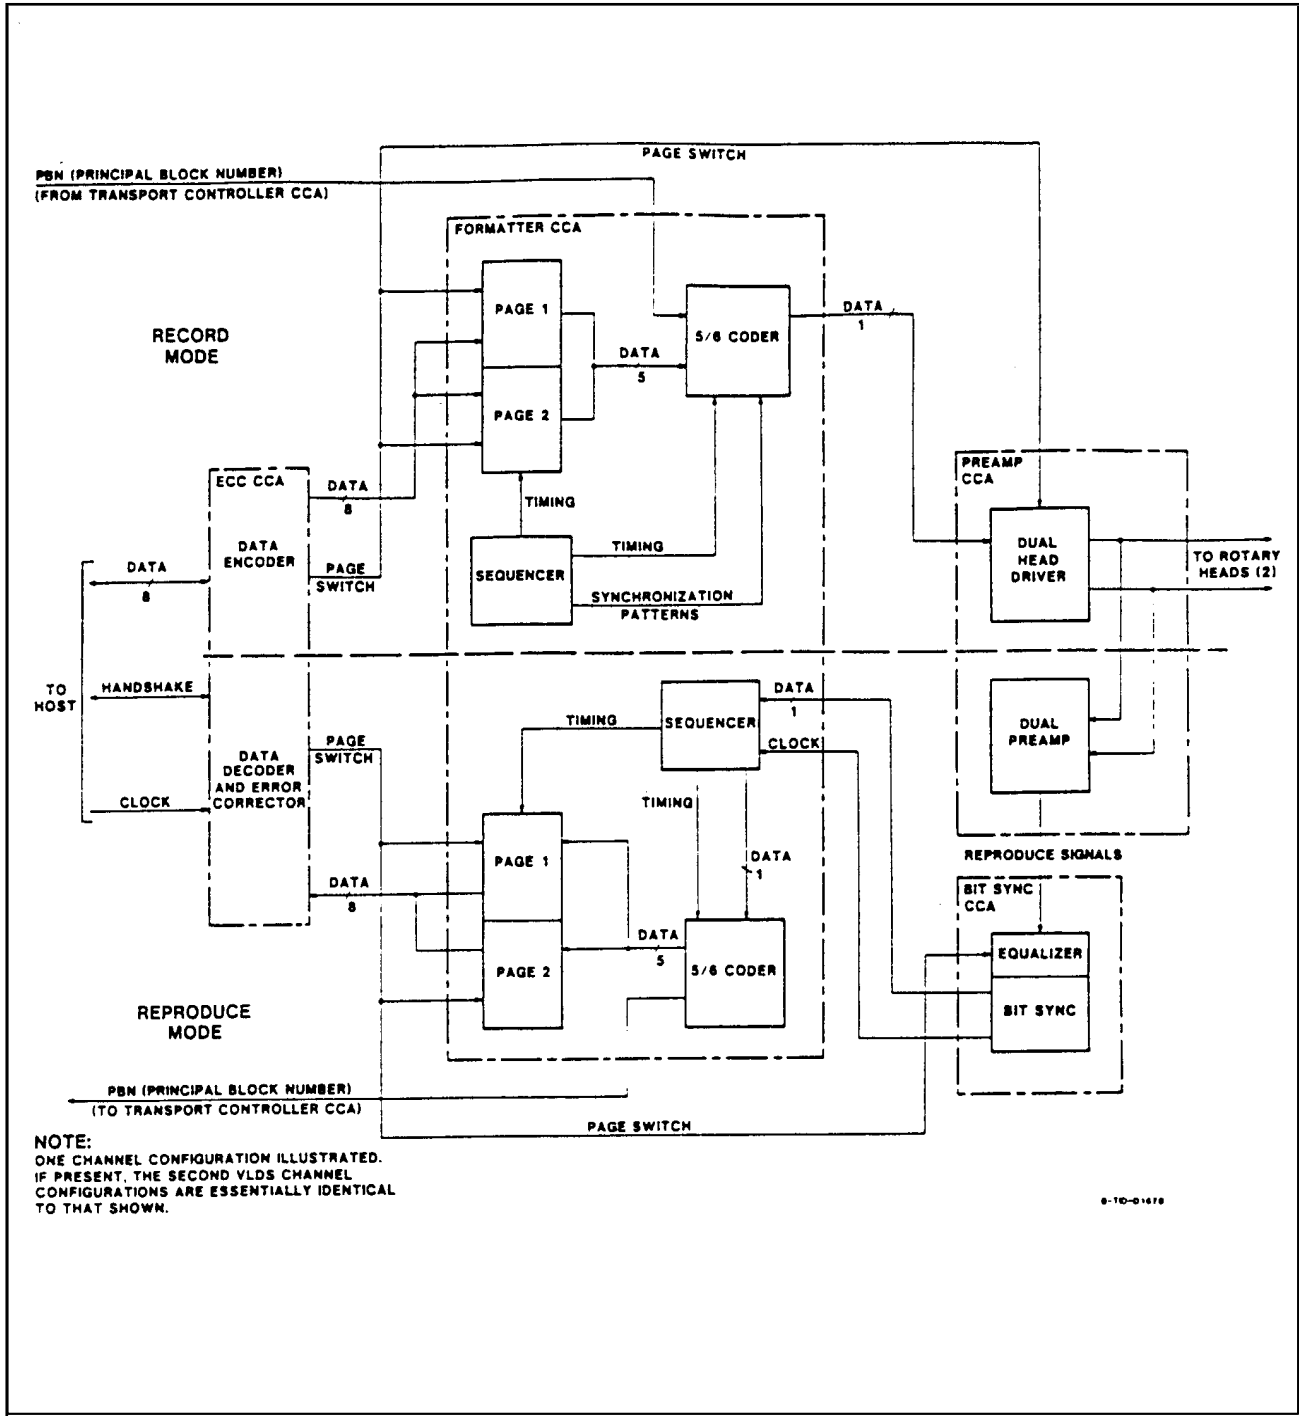 PAGE SWITCH
PBN (PRINCIPAL BLOCK NUMBER)
(FROM TRANSPORT CONTROLLER CCA)
FORMATTER CCA
RECORD
MODE
PAGE 1
PAGE 2
DATA
5
5/6 CODER
DATA
1
ECC CCA
DATA
8
TIMING
DATA
ENCODER
PAGE
SWITCH
SEQUENCER
TIMING
SYNCHRONIZATION
PATTERNS
PREAMP
CCA
DUAL
HEAD
DRIVER
TO ROTARY
HEADS (2)
DATA
8
TO
HOST
HANDSHAKE
CLOCK
DATA
DECODER
AND ERROR
CORRECTOR
PAGE
SWITCH
DATA
8
TIMING
SEQUENCER
DATA
1
CLOCK
TIMING
DATA
1
DUAL
PREAMP
REPRODUCE SIGNALS
PAGE 1
PAGE 2
DATA
5
5/6 CODER
BIT SYNC
CCA
EQUALIZER
BIT SYNC
REPRODUCE
MODE
PBN (PRINCIPAL BLOCK NUMBER)
(TO TRANSPORT CONTROLLER CCA)
PAGE SWITCH
NOTE:
ONE CHANNEL CONFIGURATION ILLUSTRATED.
IF PRESENT, THE SECOND VLDS CHANNEL
CONFIGURATIONS ARE ESSENTIALLY IDENTICAL
TO THAT SHOWN.